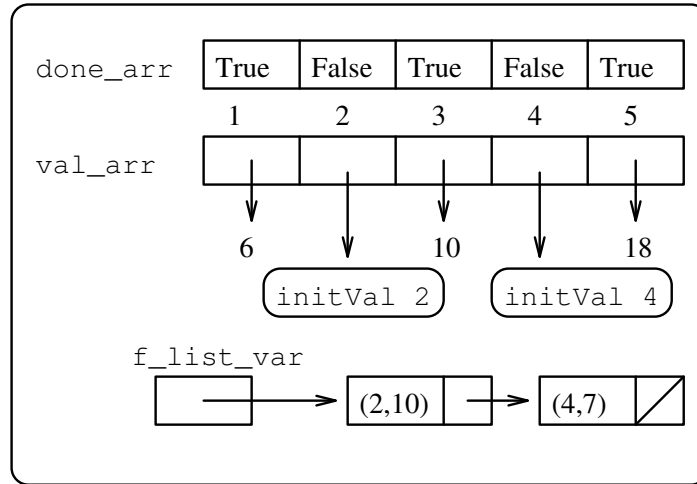 done_arr True False True False True
1 2 3 4 5
val_arr
6 10 18
initVal 2 initVal 4
f_list_var
(2,10) (4,7)